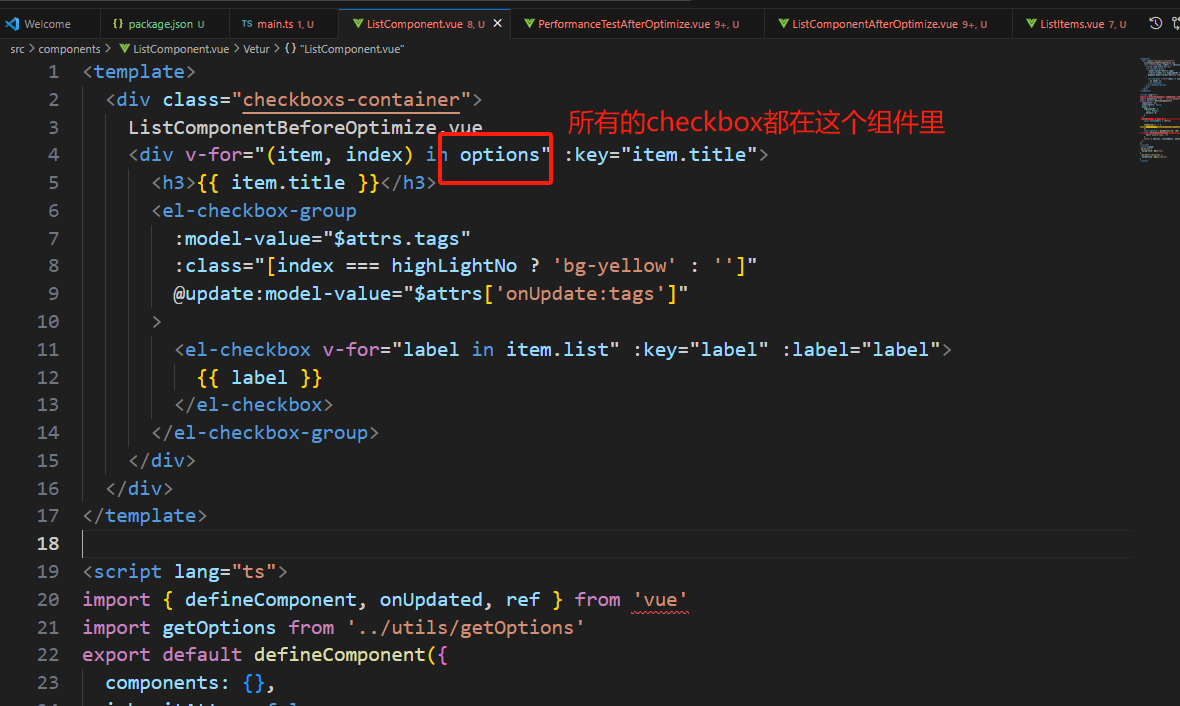 Welcome
{} package.json U
TS main.ts 1, U
ListComponent.vue 8, U ×
PerformanceTestAfterOptimize.vue 9+, U
ListComponentAfterOptimize.vue 9+, U
ListItems.vue 7, U
src > components > ListComponent.vue > Vetur > {} "ListComponent.vue"
1 <template>
2 <div class="checkboxs-container">
所有的checkbox都在这个组件里
3 ListComponentBeforeOptimize.vue
4 <div v-for="(item, index) in options" :key="item.title">
5 <h3>{{ item.title }}</h3>
6 <el-checkbox-group
7 :model-value="$attrs.tags"
8 :class="[index === highLightNo ? 'bg-yellow' : '']"
9 @update:model-value="$attrs['onUpdate:tags']"
10 >
11 <el-checkbox v-for="label in item.list" :key="label" :label="label">
12 {{ label }}
13 </el-checkbox>
14 </el-checkbox-group>
15 </div>
16 </div>
17 </template>
18
19 <script lang="ts">
20 import { defineComponent, onUpdated, ref } from 'vue'
21 import getOptions from '../utils/getOptions'
22 export default defineComponent({
23 components: {},